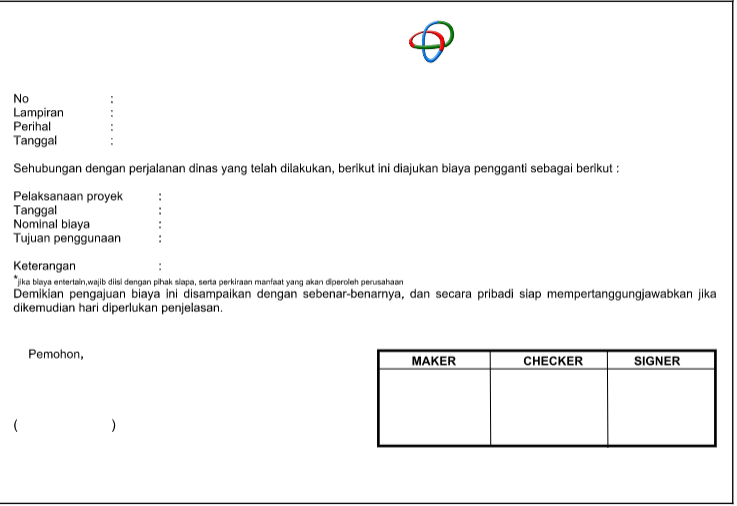 No :
Lampiran :
Perihal :
Tanggal :
Sehubungan dengan perjalanan dinas yang telah dilakukan, berikut ini diajukan biaya pengganti sebagai berikut :
Pelaksanaan proyek :
Tanggal :
Nominal biaya :
Tujuan penggunaan :
Keterangan :
*jika biaya entertain,wajib diisi dengan pihak siapa, serta perkiraan manfaat yang akan diperoleh perusahaan
Demikian pengajuan biaya ini disampaikan dengan sebenar-benarnya, dan secara pribadi siap mempertanggungjawabkan jika
dikemudian hari diperlukan penjelasan.
Pemohon,
MAKER CHECKER SIGNER
( )